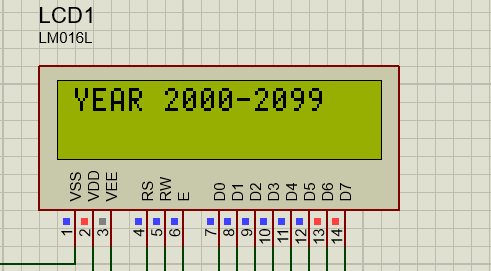 LCD1
LM016L
YEAR 2000-2099
VSS VDD VEE RS RW E D0 D1 D2 D3 D4 D5 D6 D7
1 2 3 4 5 6 7 8 9 10 11 12 13 14